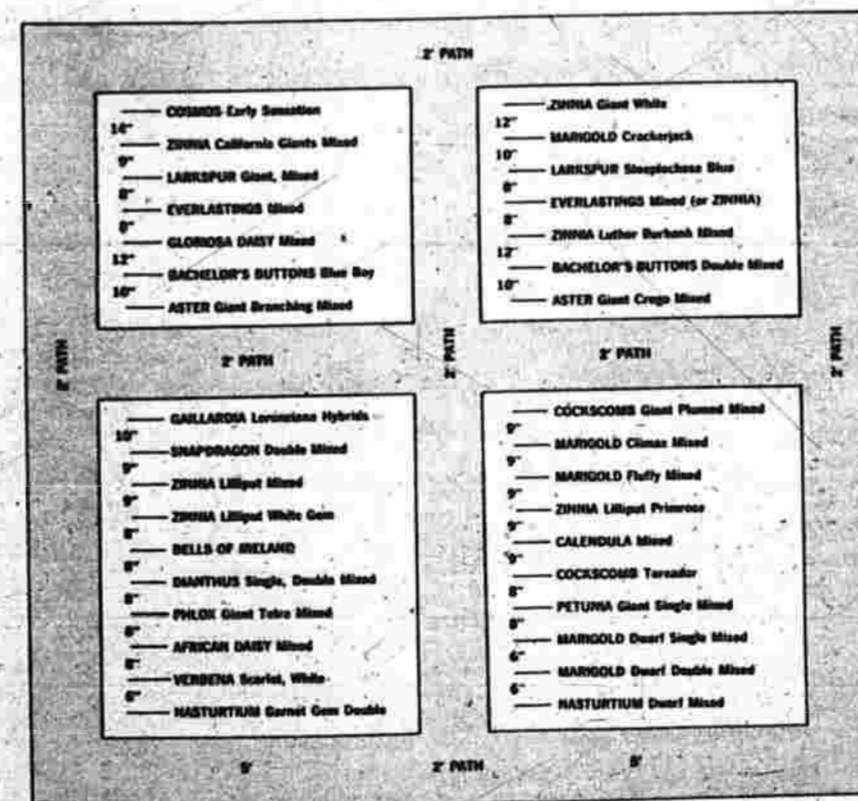 2' PATH
COSMOS Early Sensation
14"
ZINNIA California Giants Mixed
9"
LARKSPUR Giant, Mixed
8"
EVERLASTINGS Mixed
8"
GLORIOSA DAISY Mixed
12"
BACHELOR'S BUTTONS Blue Boy
10"
ASTER Giant Branching Mixed
ZINNIA Giant White
12"
MARIGOLD Crackerjack
10"
LARKSPUR Steeplechase Blue
8"
EVERLASTINGS Mixed (or ZINNIA)
8"
ZINNIA Luther Burbank Mixed
12"
BACHELOR'S BUTTONS Double Mixed
10"
ASTER Giant Crego Mixed
2' PATH
2' PATH
2' PATH
2' PATH
2' PATH
GAILLARDIA Lorenziana Hybrids
10"
SNAPDRAGON Double Mixed
9"
ZINNIA Lilliput Mixed
9"
ZINNIA Lilliput White Gem
8"
BELLS OF IRELAND
8"
DIANTHUS Single, Double Mixed
8"
PHLOX Giant Tetra Mixed
8"
AFRICAN DAISY Mixed
8"
VERBENA Scarlet, White
6"
NASTURTIUM Garnet Gem Double
COCKSCOMB Giant Plumed Mixed
9"
MARIGOLD Climax Mixed
9"
MARIGOLD Fluffy Mixed
9"
ZINNIA Lilliput Primrose
9"
CALENDULA Mixed
9"
COCKSCOMB Toreador
8"
PETUNIA Giant Single Mixed
8"
MARIGOLD Dwarf Single Mixed
6"
MARIGOLD Dwarf Double Mixed
6"
NASTURTIUM Dwarf Mixed
9'
2' PATH
9'